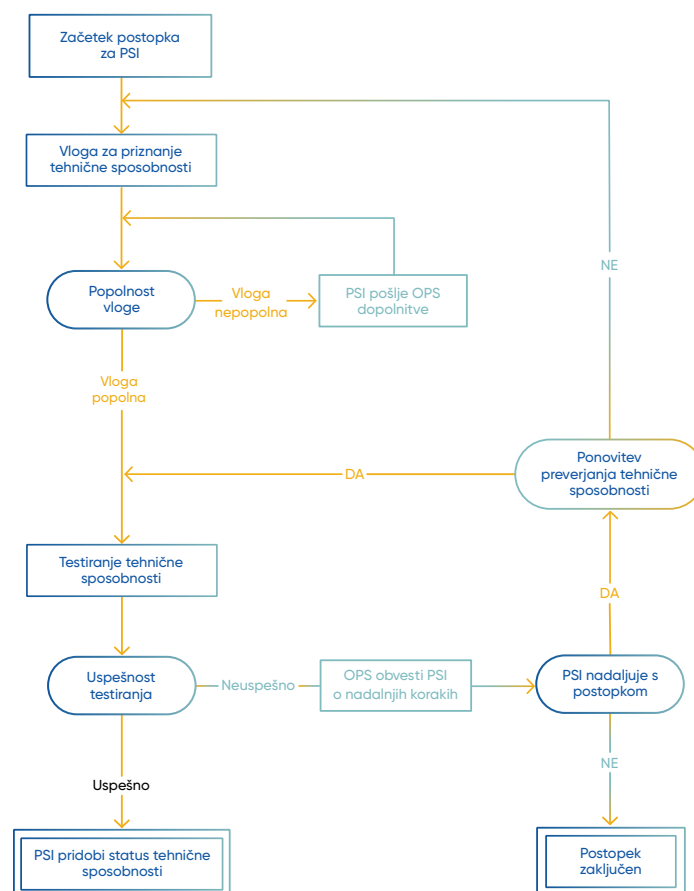 Začetek postopka
za PSI
Vloga za priznanje
tehnične sposobnosti
NE
Popolnost
vloge
Vloga
nepopolna
PSI pošlje OPS
dopolnitve
Vloga
popolna
Ponovitev
preverjanja tehnične
sposobnosti
DA
Testiranje tehnične
sposobnosti
DA
Uspešnost
testiranja
Neuspešno
OPS obvesti PSI
o nadalnjih korakih
PSI nadaljuje s
postopkom
NE
Uspešno
PSI pridobi status tehnične
sposobnosti
Postopek
zaključen